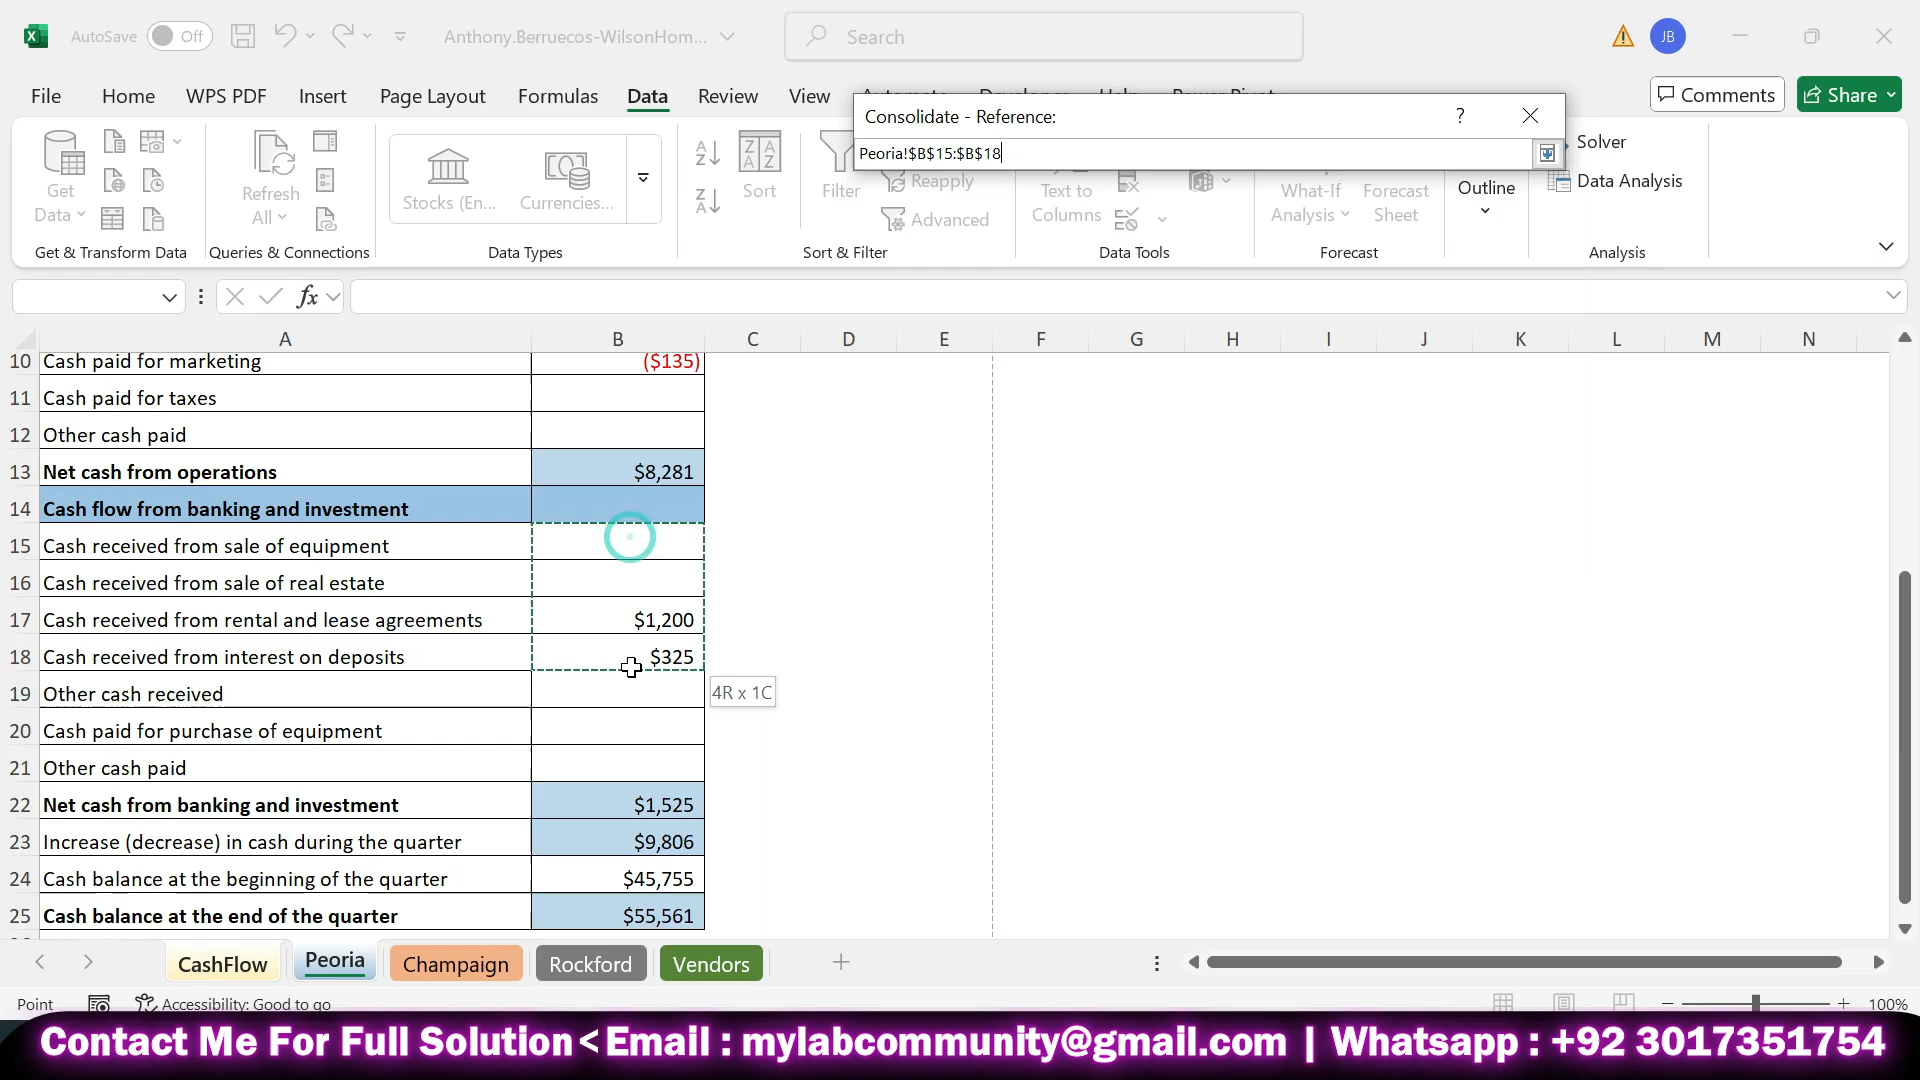 AutoSave Off Anthony.Berruecos-WilsonHom... Search JB
File Home WPS PDF Insert Page Layout Formulas Data Review View Automate Developer Help Power Pivot Comments Share
Consolidate - Reference: ?
Peoria!$B$15:$B$18
Get Data
Refresh All
Stocks (En... Currencies...
Sort
Filter
Reapply
Advanced
Text to Columns
What-If Analysis
Forecast Sheet
Outline
Solver
Data Analysis
Get & Transform Data Queries & Connections Data Types Sort & Filter Data Tools Forecast Analysis
fx
A B C D E F G H I J K L M N
10 Cash paid for marketing ($135)
11 Cash paid for taxes
12 Other cash paid
13 Net cash from operations $8,281
14 Cash flow from banking and investment
15 Cash received from sale of equipment
16 Cash received from sale of real estate
17 Cash received from rental and lease agreements $1,200
18 Cash received from interest on deposits $325
4R x 1C
19 Other cash received
20 Cash paid for purchase of equipment
21 Other cash paid
22 Net cash from banking and investment $1,525
23 Increase (decrease) in cash during the quarter $9,806
24 Cash balance at the beginning of the quarter $45,755
25 Cash balance at the end of the quarter $55,561
CashFlow Peoria Champaign Rockford Vendors
Point Accessibility: Good to go 100%
Contact Me For Full Solution < Email : mylabcommunity@gmail.com | Whatsapp : +92 3017351754